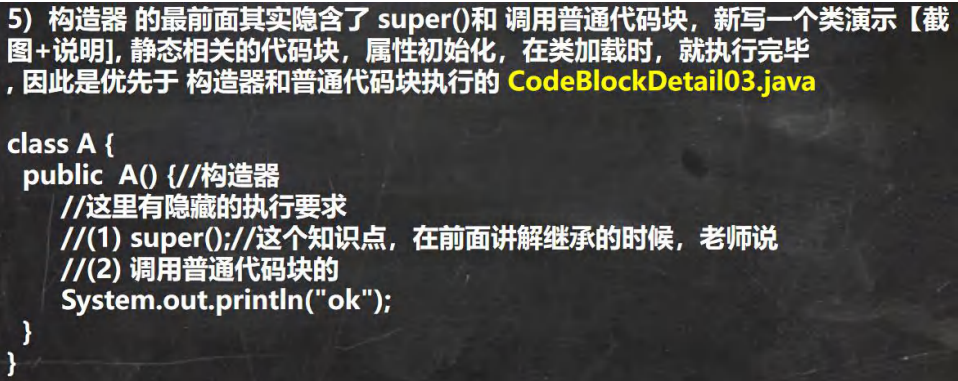 5) 构造器 的最前面其实隐含了 super()和 调用普通代码块，新写一个类演示【截
图+说明], 静态相关的代码块，属性初始化，在类加载时，就执行完毕
, 因此是优先于 构造器和普通代码块执行的 CodeBlockDetail03.java
class A {
public A() {//构造器
//这里有隐藏的执行要求
//(1) super();//这个知识点，在前面讲解继承的时候，老师说
//(2) 调用普通代码块的
System.out.println("ok");
}
}